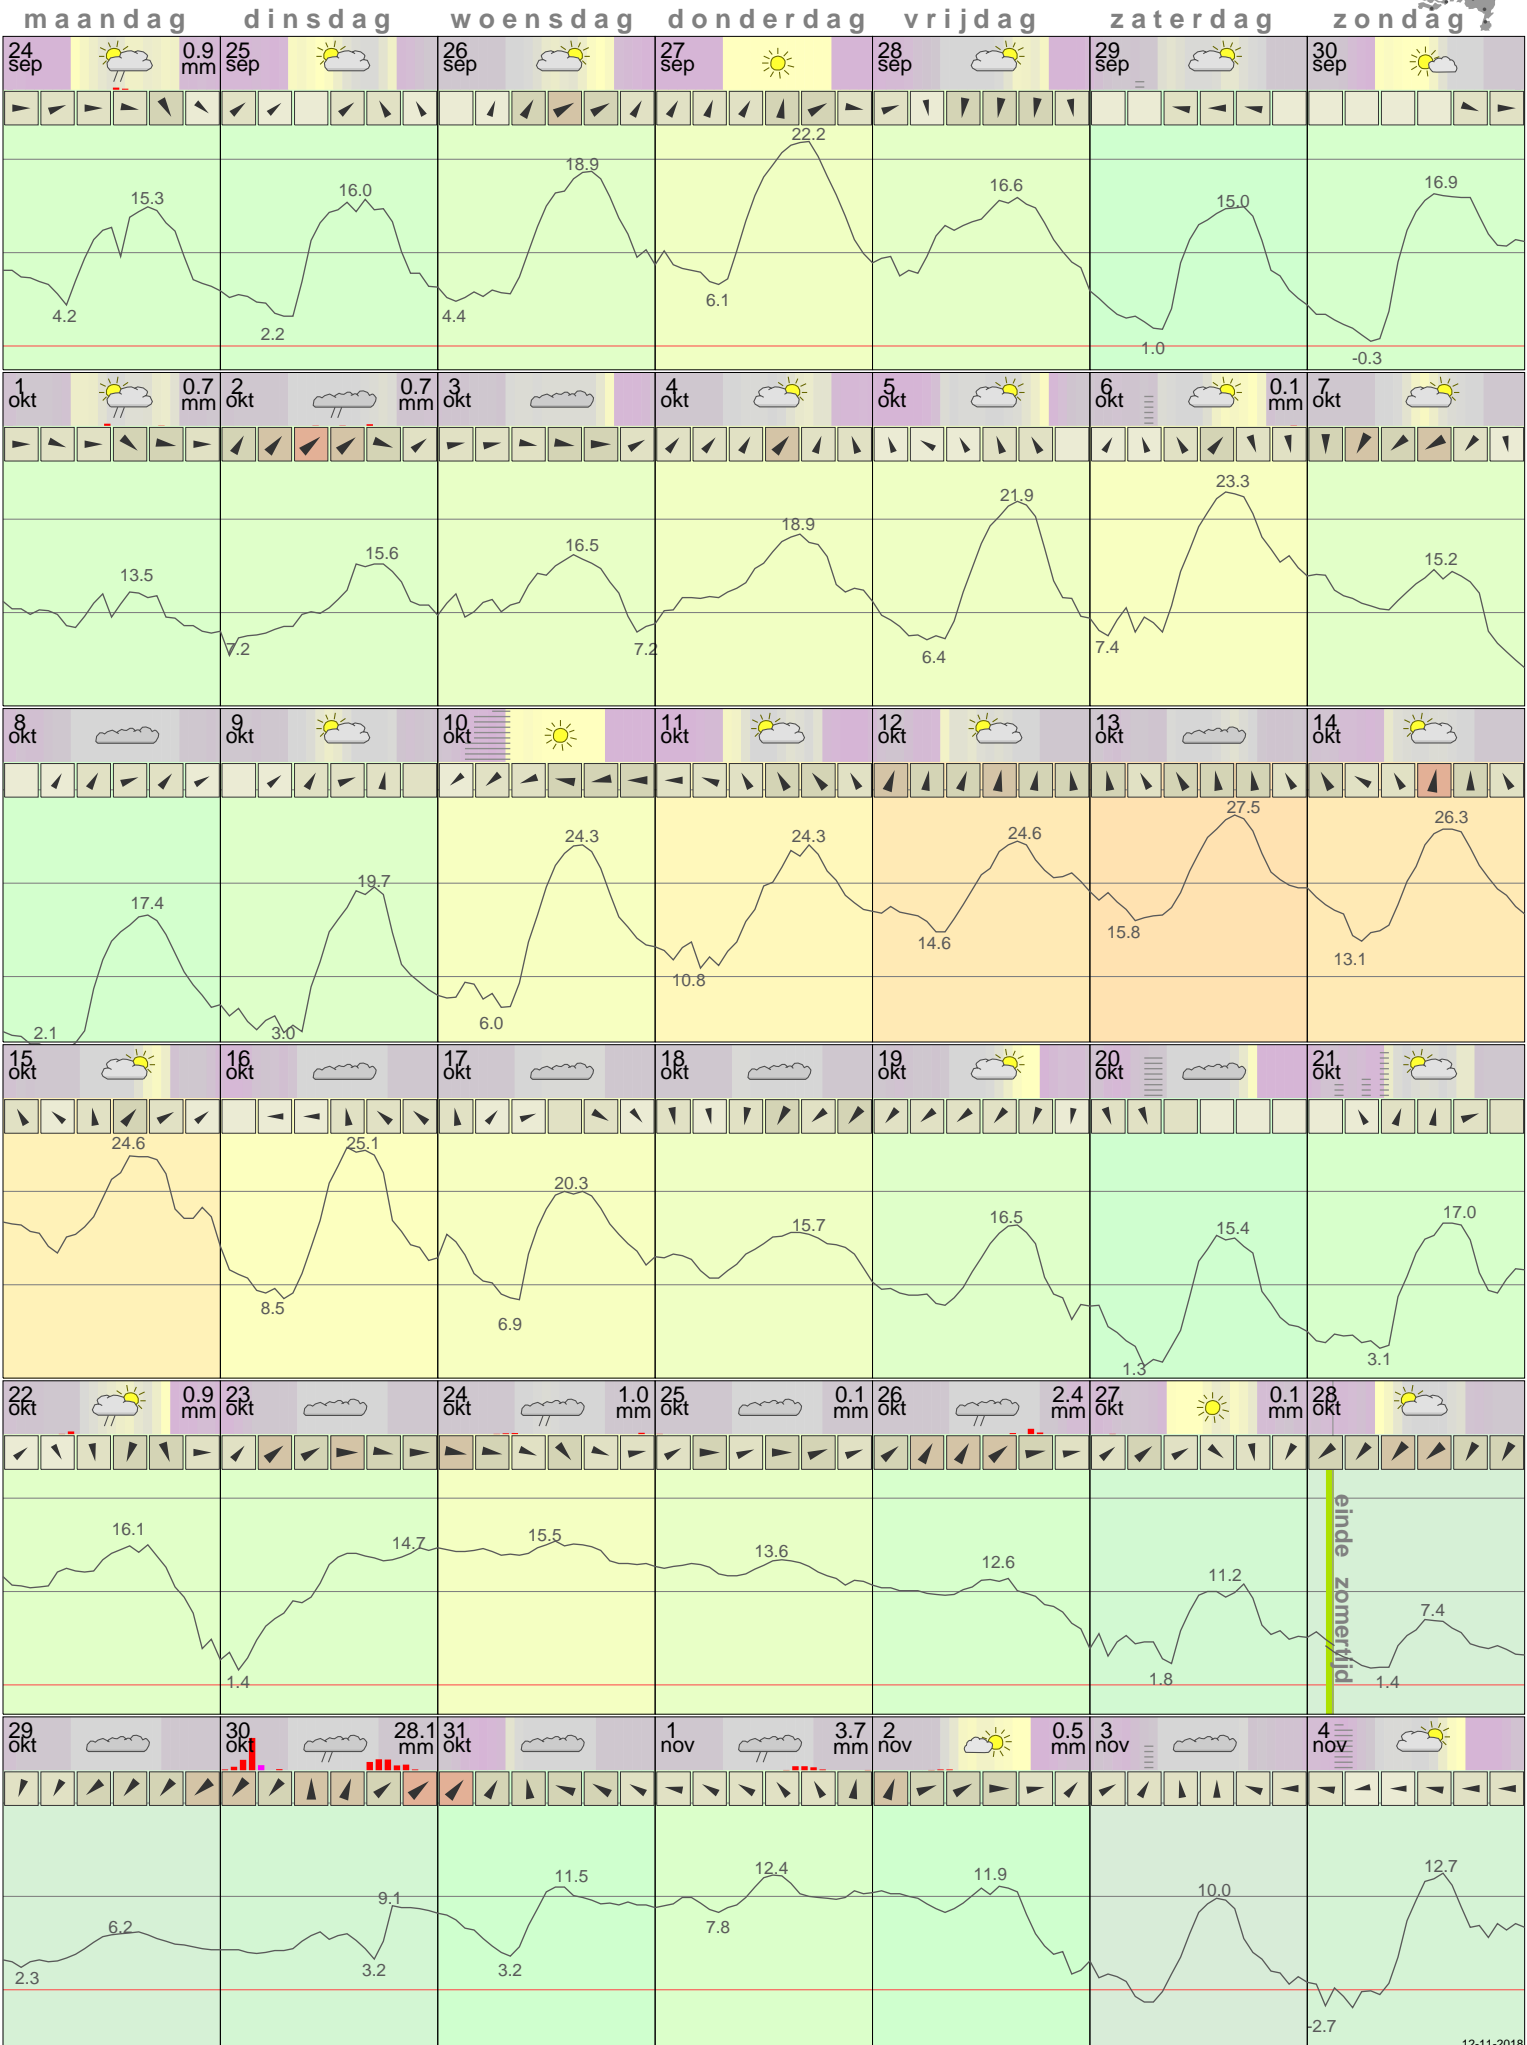 maandag dinsdag woensdag donderdag vrijdag zaterdag zondag
24 sep 0.9 mm 25 sep 26 sep 27 sep 28 sep 29 sep 30 sep
15.3 4.2 16.0 2.2 18.9 4.4 22.2 6.1 16.6 15.0 1.0 16.9 -0.3
1 okt 0.7 mm 2 okt 0.7 mm 3 okt 4 okt 5 okt 6 okt 0.1 mm 7 okt
13.5 15.6 7.2 16.5 7.2 18.9 21.9 6.4 23.3 7.4 15.2
8 okt 9 okt 10 okt 11 okt 12 okt 13 okt 14 okt
17.4 2.1 19.7 3.0 24.3 6.0 24.3 10.8 24.6 14.6 27.5 15.8 26.3 13.1
15 okt 16 okt 17 okt 18 okt 19 okt 20 okt 21 okt
24.6 25.1 8.5 20.3 6.9 15.7 16.5 15.4 1.3 17.0 3.1
22 okt 0.9 mm 23 okt 24 okt 1.0 mm 25 okt 0.1 mm 26 okt 2.4 mm 27 okt 0.1 mm 28 okt
16.1 14.7 1.4 15.5 13.6 12.6 11.2 1.8 7.4 1.4
einde zomertijd
29 okt 30 okt 28.1 mm 31 okt 1 nov 3.7 mm 2 nov 0.5 mm 3 nov 4 nov
6.2 2.3 9.1 3.2 11.5 3.2 12.4 7.8 11.9 10.0 12.7 -2.7
12-11-2018